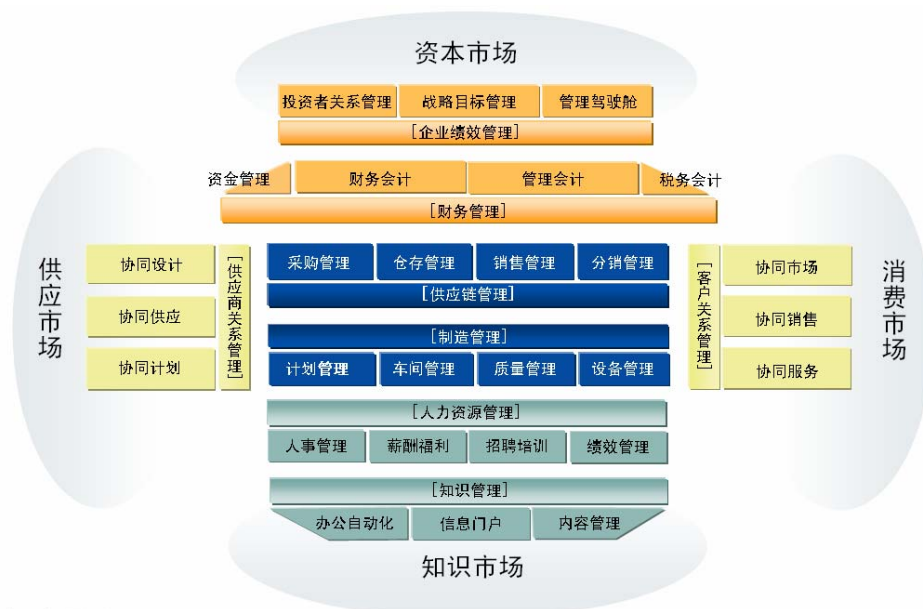 资本市场
投资者关系管理 战略目标管理 管理驾驶舱
[企业绩效管理]
资金管理 财务会计 管理会计 税务会计
[财务管理]
供应市场
协同设计
协同供应
协同计划
[供应商关系管理]
采购管理 仓存管理 销售管理 分销管理
[供应链管理]
[制造管理]
计划管理 车间管理 质量管理 设备管理
[客户关系管理]
协同市场
协同销售
协同服务
消费市场
[人力资源管理]
人事管理 薪酬福利 招聘培训 绩效管理
[知识管理]
办公自动化 信息门户 内容管理
知识市场